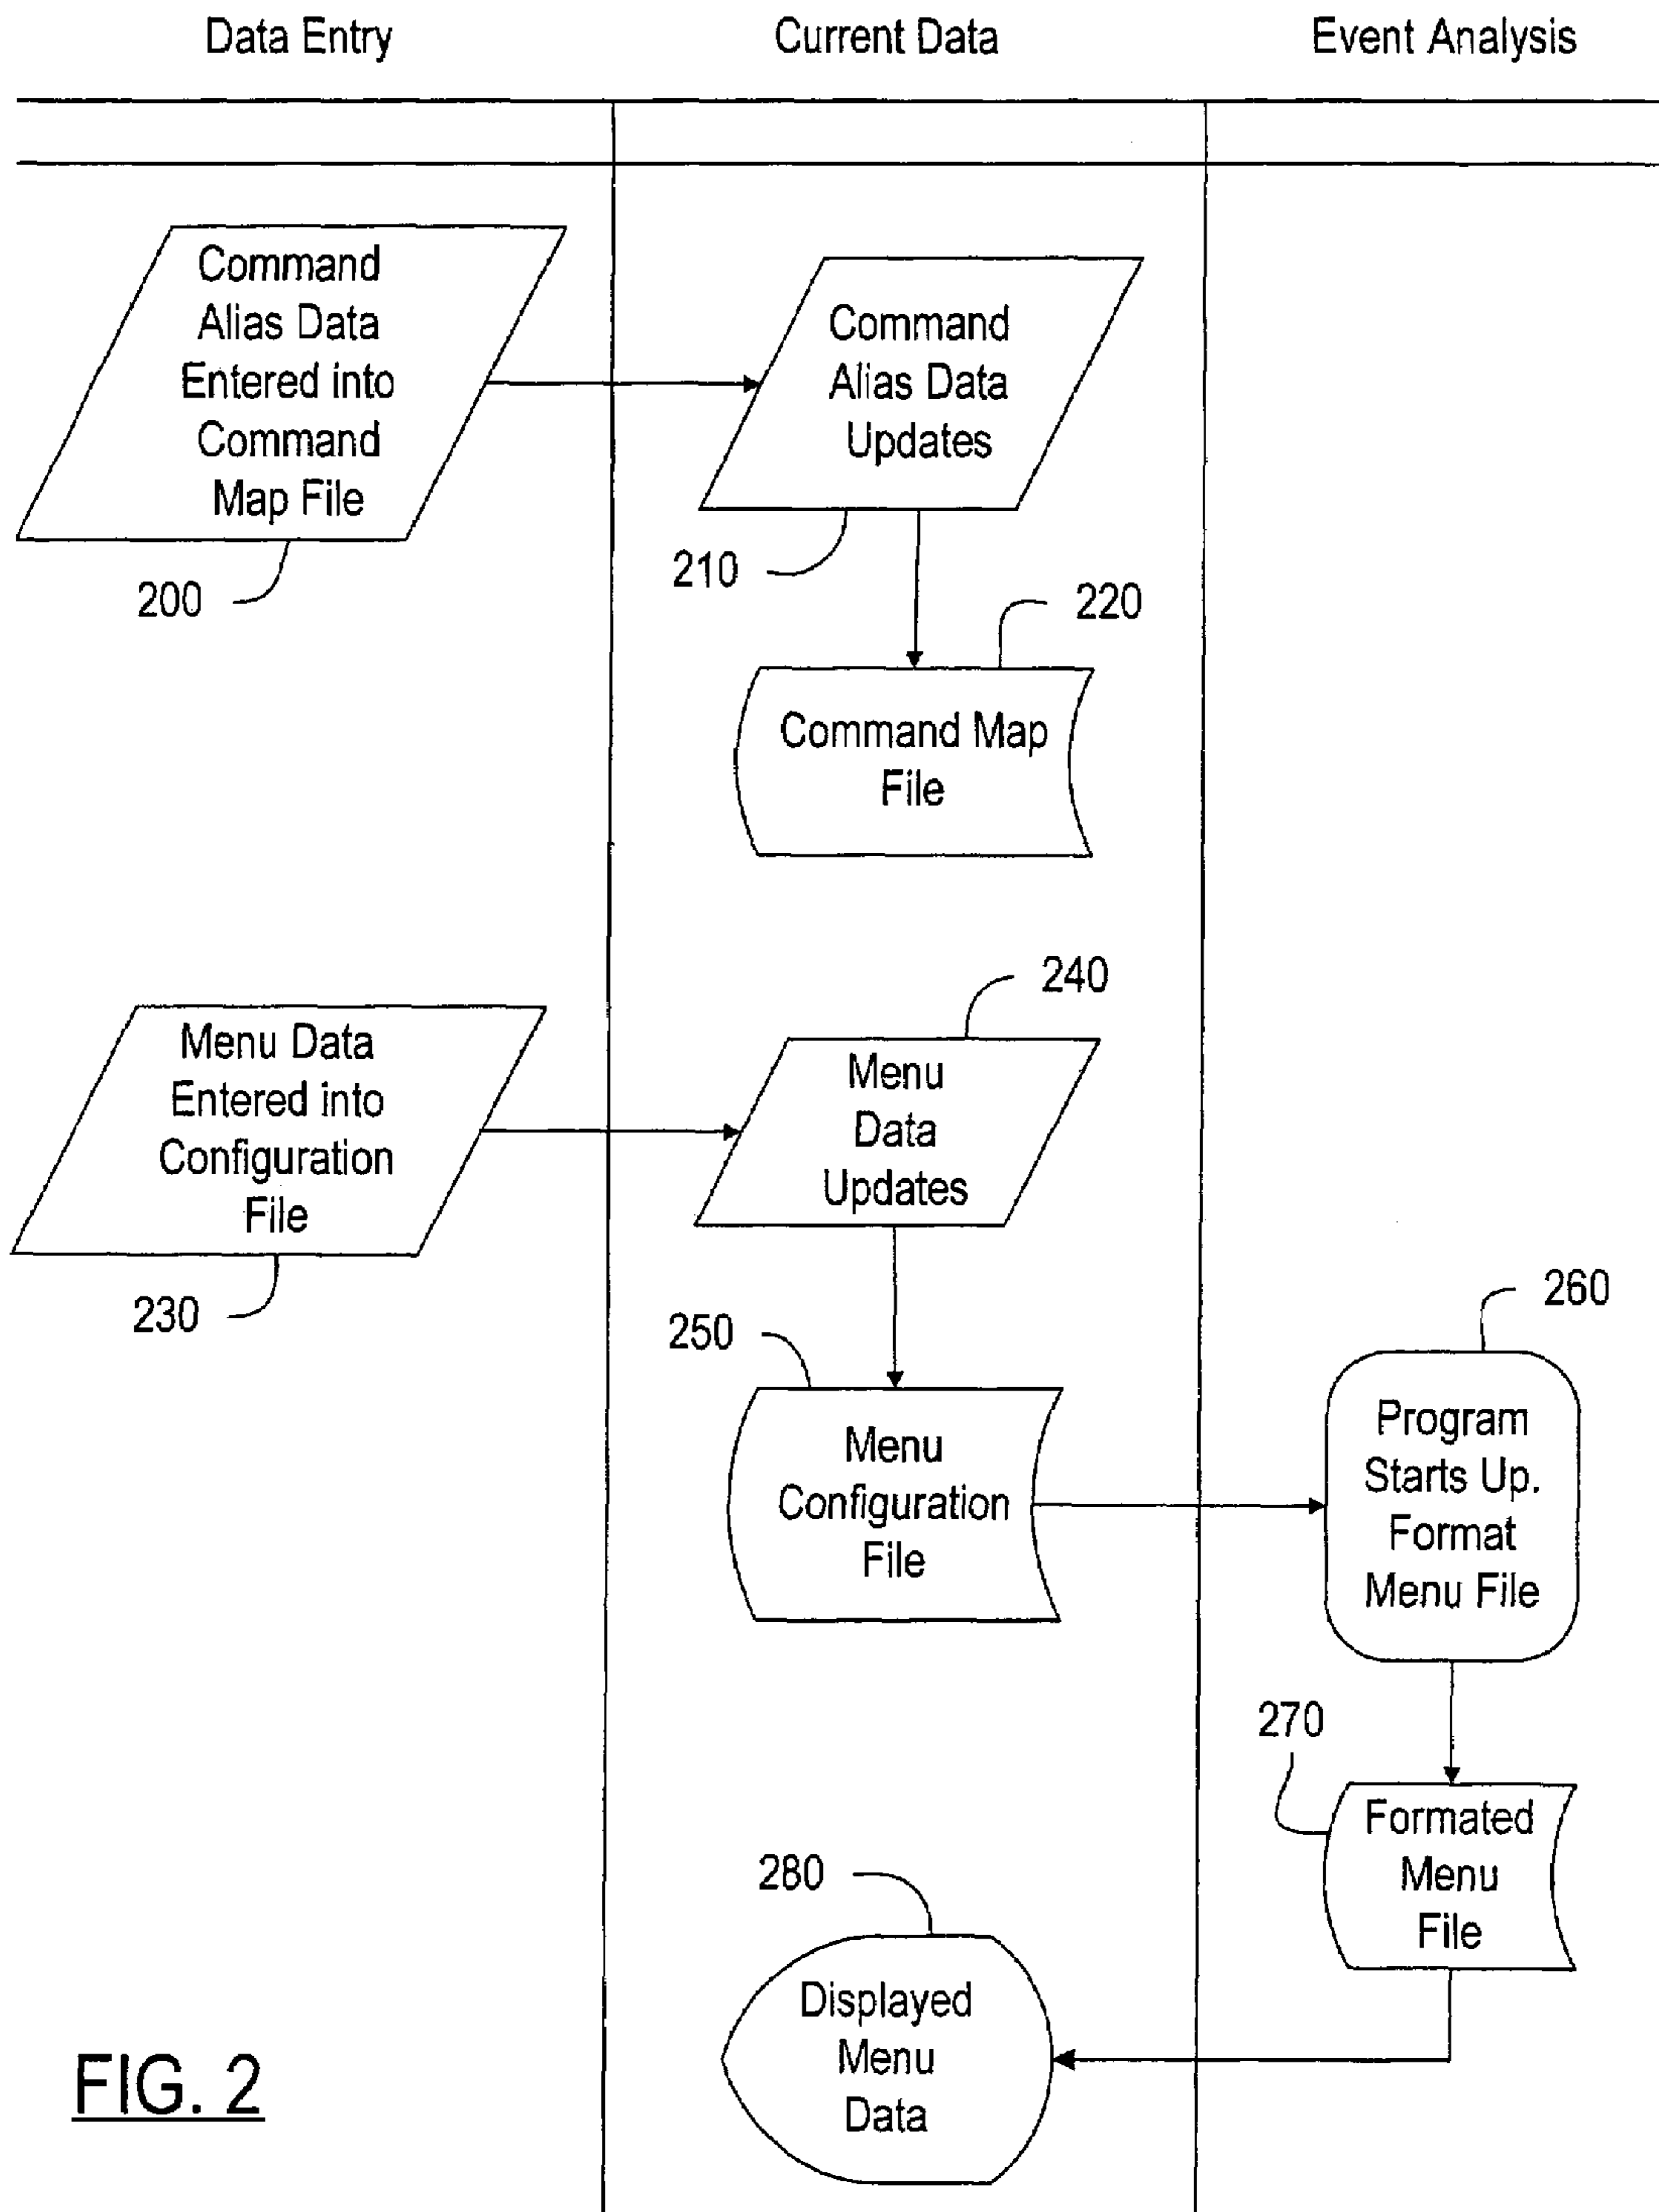 Data Entry
Current Data
Event Analysis
Command
Alias Data
Entered into
Command
Map File
200
Command
Alias Data
Updates
210
220
Command Map
File
Menu Data
Entered into
Configuration
File
230
240
Menu
Data
Updates
250
Menu
Configuration
File
260
Program
Starts Up.
Format
Menu File
270
Formated
Menu
File
280
Displayed
Menu
Data
FIG. 2